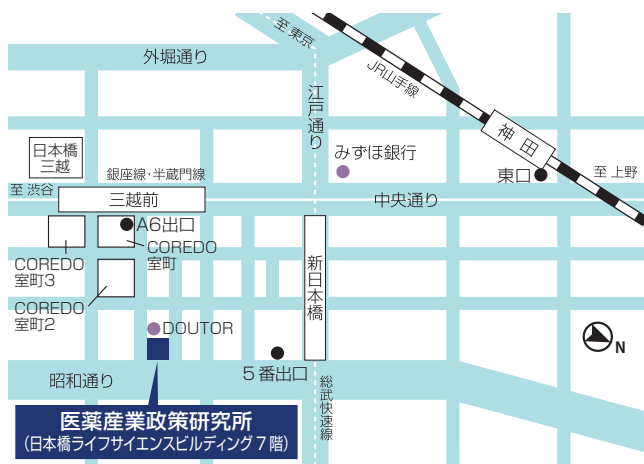 至 東京
外堀通り
JR山手線
江戸通り
神田
日本橋
三越
みずほ銀行
銀座線・半蔵門線
東口
至 上野
至 渋谷
三越前
中央通り
A6出口
COREDO
室町
COREDO
室町3
新日本橋
COREDO
室町2
DOUTOR
N
昭和通り
5番出口
総武快速線
医薬産業政策研究所
(日本橋ライフサイエンスビルディング7階)